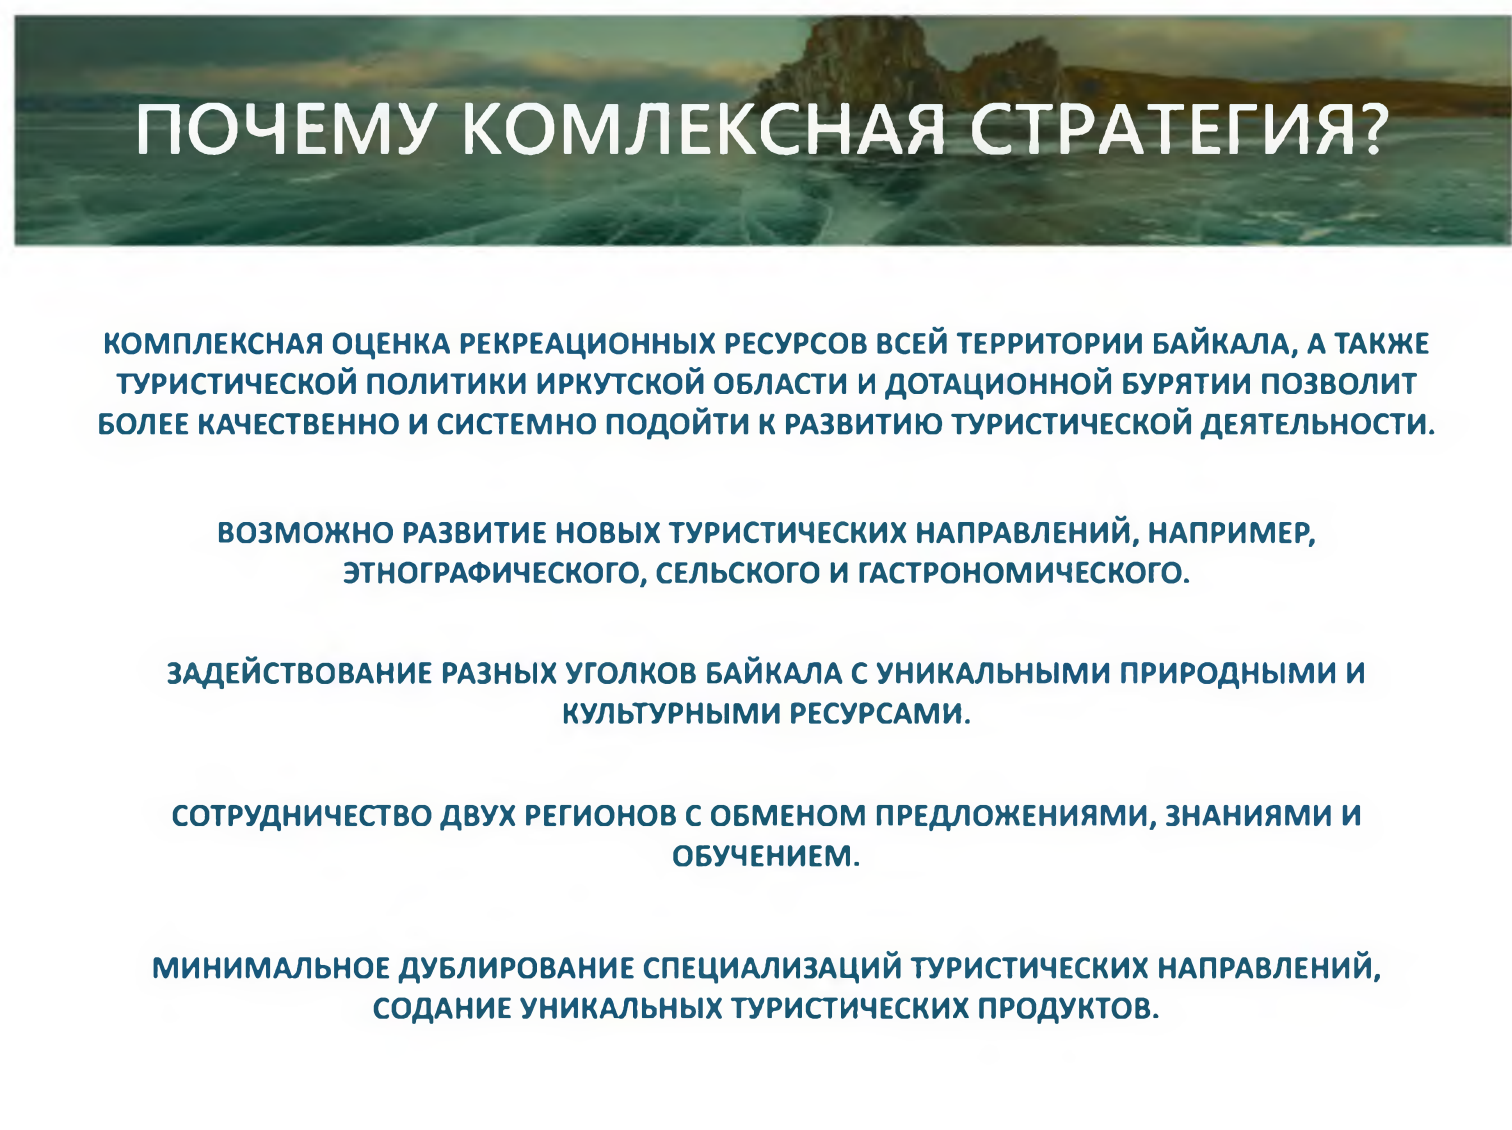 ПОЧЕМУ КОМЛЕКСНАЯ СТРАТЕГИЯ?
КОМПЛЕКСНАЯ ОЦЕНКА РЕКРЕАЦИОННЫХ РЕСУРСОВ ВСЕЙ ТЕРРИТОРИИ БАЙКАЛА, А ТАКЖЕ
ТУРИСТИЧЕСКОЙ ПОЛИТИКИ ИРКУТСКОЙ ОБЛАСТИ И ДОТАЦИОННОЙ БУРЯТИИ ПОЗВОЛИТ
БОЛЕЕ КАЧЕСТВЕННО И СИСТЕМНО ПОДОЙТИ К РАЗВИТИЮ ТУРИСТИЧЕСКОЙ ДЕЯТЕЛЬНОСТИ.
ВОЗМОЖНО РАЗВИТИЕ НОВЫХ ТУРИСТИЧЕСКИХ НАПРАВЛЕНИЙ, НАПРИМЕР,
ЭТНОГРАФИЧЕСКОГО, СЕЛЬСКОГО И ГАСТРОНОМИЧЕСКОГО.
ЗАДЕЙСТВОВАНИЕ РАЗНЫХ УГОЛКОВ БАЙКАЛА С УНИКАЛЬНЫМИ ПРИРОДНЫМИ И
КУЛЬТУРНЫМИ РЕСУРСАМИ.
СОТРУДНИЧЕСТВО ДВУХ РЕГИОНОВ С ОБМЕНОМ ПРЕДЛОЖЕНИЯМИ, ЗНАНИЯМИ И
ОБУЧЕНИЕМ.
МИНИМАЛЬНОЕ ДУБЛИРОВАНИЕ СПЕЦИАЛИЗАЦИЙ ТУРИСТИЧЕСКИХ НАПРАВЛЕНИЙ,
СОДАНИЕ УНИКАЛЬНЫХ ТУРИСТИЧЕСКИХ ПРОДУКТОВ.